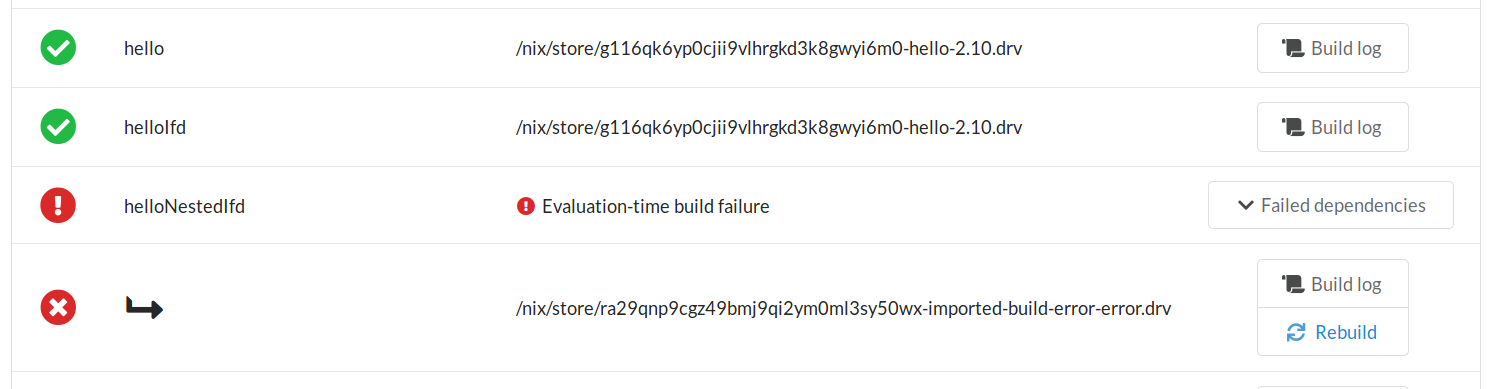 hello /nix/store/g116qk6yp0cjii9vlhrgkd3k8gwyi6m0-hello-2.10.drv Build log
helloIfd /nix/store/g116qk6yp0cjii9vlhrgkd3k8gwyi6m0-hello-2.10.drv Build log
helloNestedIfd Evaluation-time build failure Failed dependencies
Build log
/nix/store/ra29qnp9cgz49bmj9qi2ym0ml3sy50wx-imported-build-error-error.drv
Rebuild